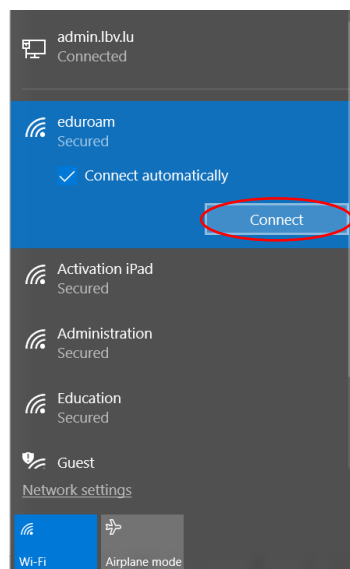 admin.lbv.lu
Connected
eduroam
Secured
Connect automatically
Connect
Activation iPad
Secured
Administration
Secured
Education
Secured
Guest
Network settings
Wi-Fi
Airplane mode